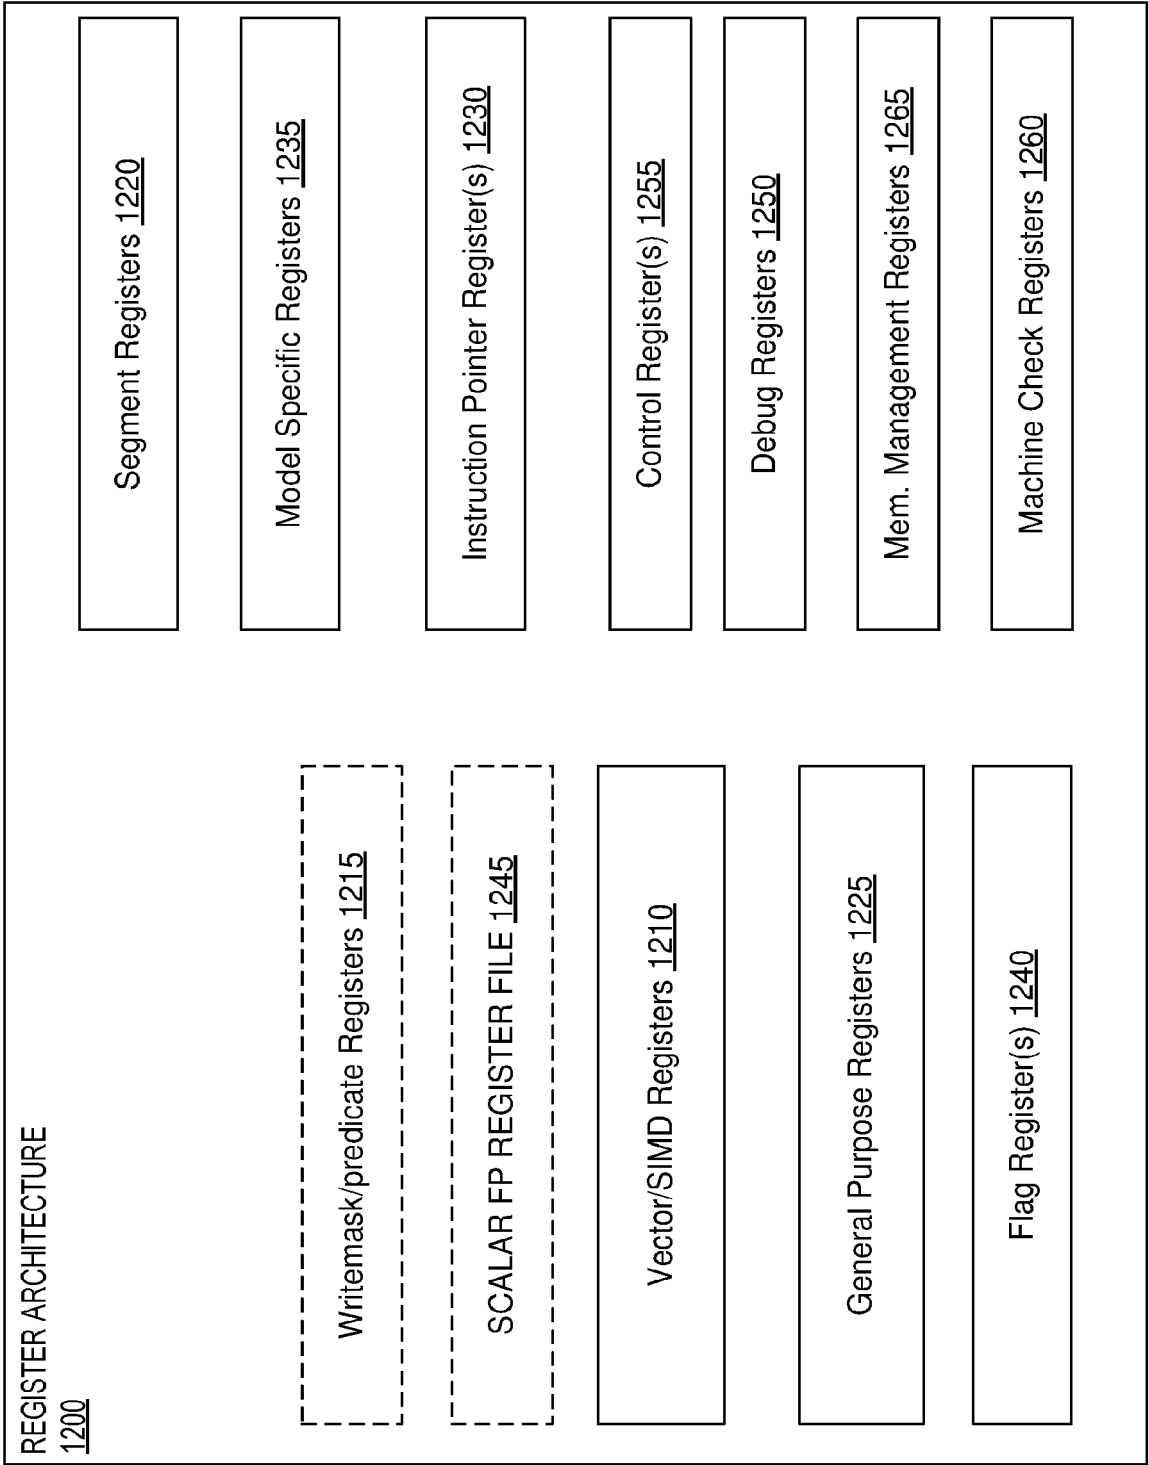 REGISTER ARCHITECTURE
1200
Writemask/predicate Registers 1215
SCALAR FP REGISTER FILE 1245
Vector/SIMD Registers 1210
General Purpose Registers 1225
Flag Register(s) 1240
Segment Registers 1220
Model Specific Registers 1235
Instruction Pointer Register(s) 1230
Control Register(s) 1255
Debug Registers 1250
Mem. Management Registers 1265
Machine Check Registers 1260